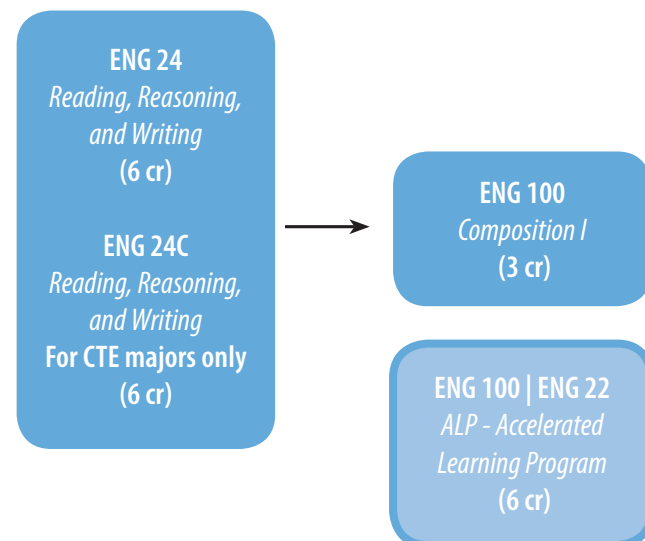 ENG 24
Reading, Reasoning,
and Writing
(6 cr)
ENG 24C
Reading, Reasoning,
and Writing
For CTE majors only
(6 cr)
ENG 100
Composition I
(3 cr)
ENG 100 | ENG 22
ALP - Accelerated
Learning Program
(6 cr)